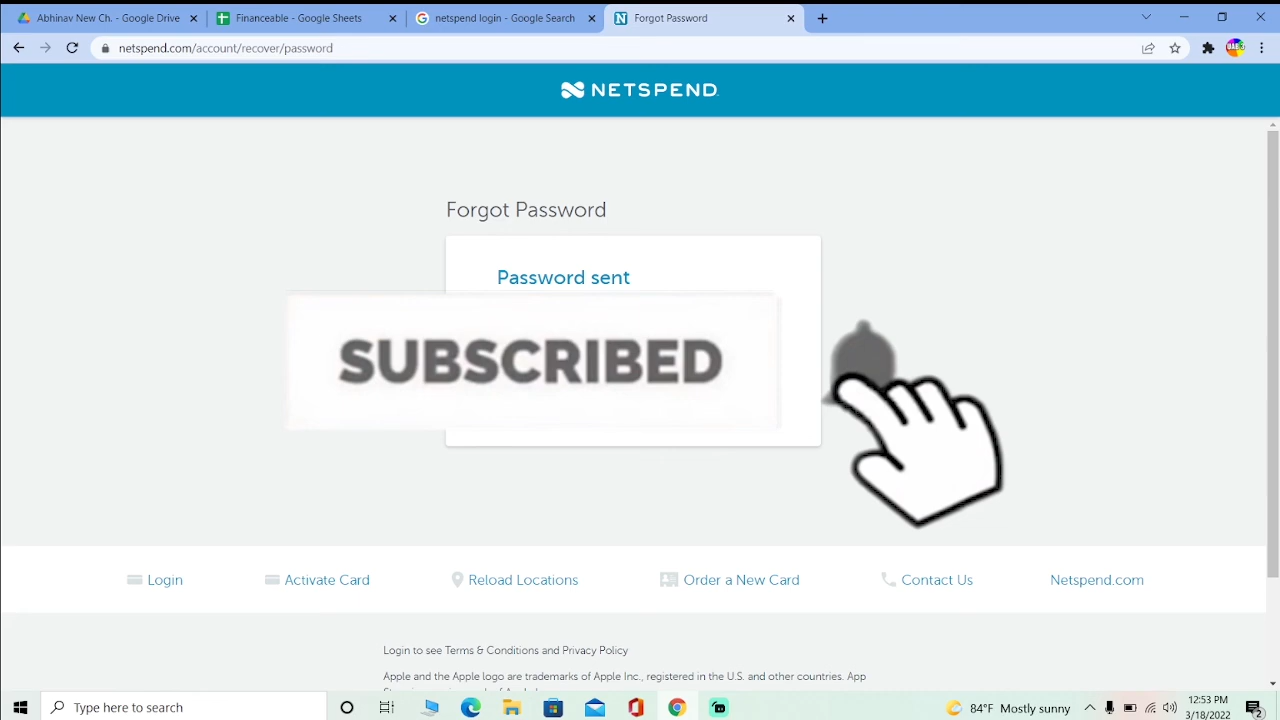 Abhinav New Ch. - Google Drive
Financeable - Google Sheets
netspend login - Google Search
Forgot Password
netspend.com/account/recover/password
NETSPEND
Forgot Password
Password sent
SUBSCRIBED
Login
Activate Card
Reload Locations
Order a New Card
Contact Us
Netspend.com
Login to see Terms & Conditions and Privacy Policy
Apple and the Apple logo are trademarks of Apple Inc., registered in the U.S. and other countries. App
Type here to search
84°F Mostly sunny
12:53 PM
3/18/2022
2